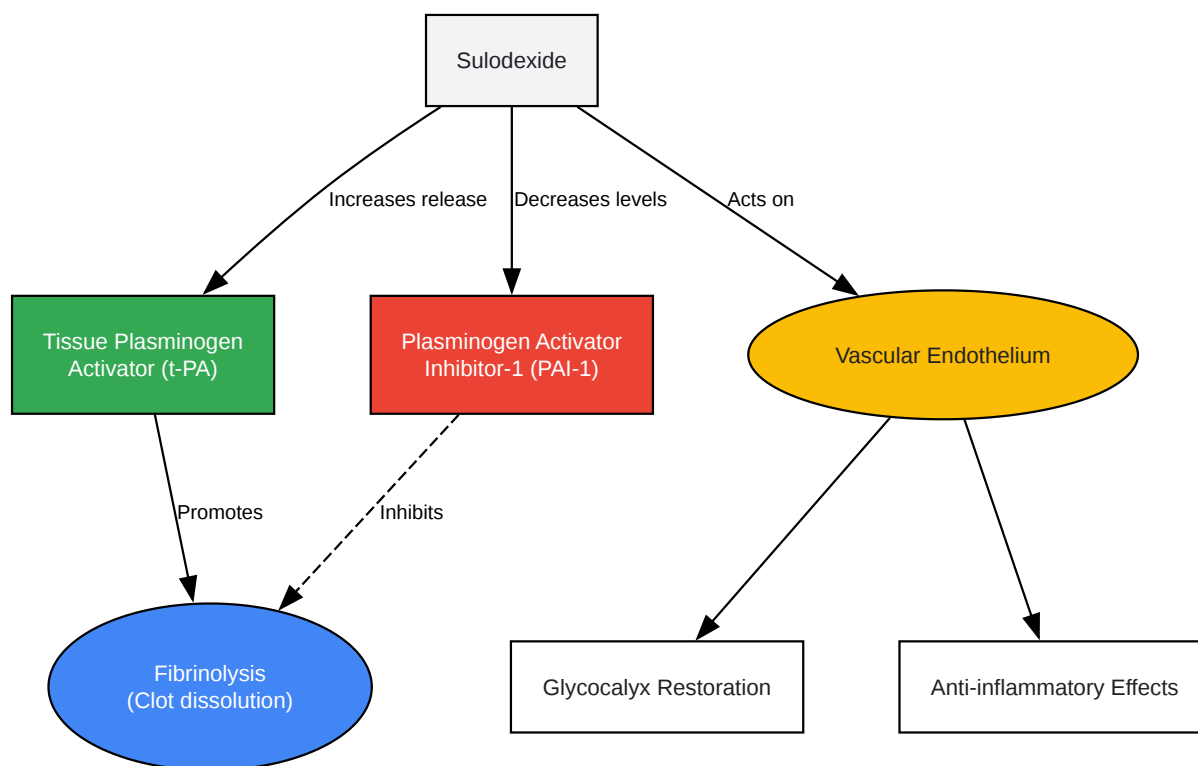 Sulodexide
Increases release
Decreases levels
Acts on
Tissue Plasminogen
Activator (t-PA)
Plasminogen Activator
Inhibitor-1 (PAI-1)
Vascular Endothelium
Promotes
Inhibits
Fibrinolysis
(Clot dissolution)
Glycocalyx Restoration
Anti-inflammatory Effects